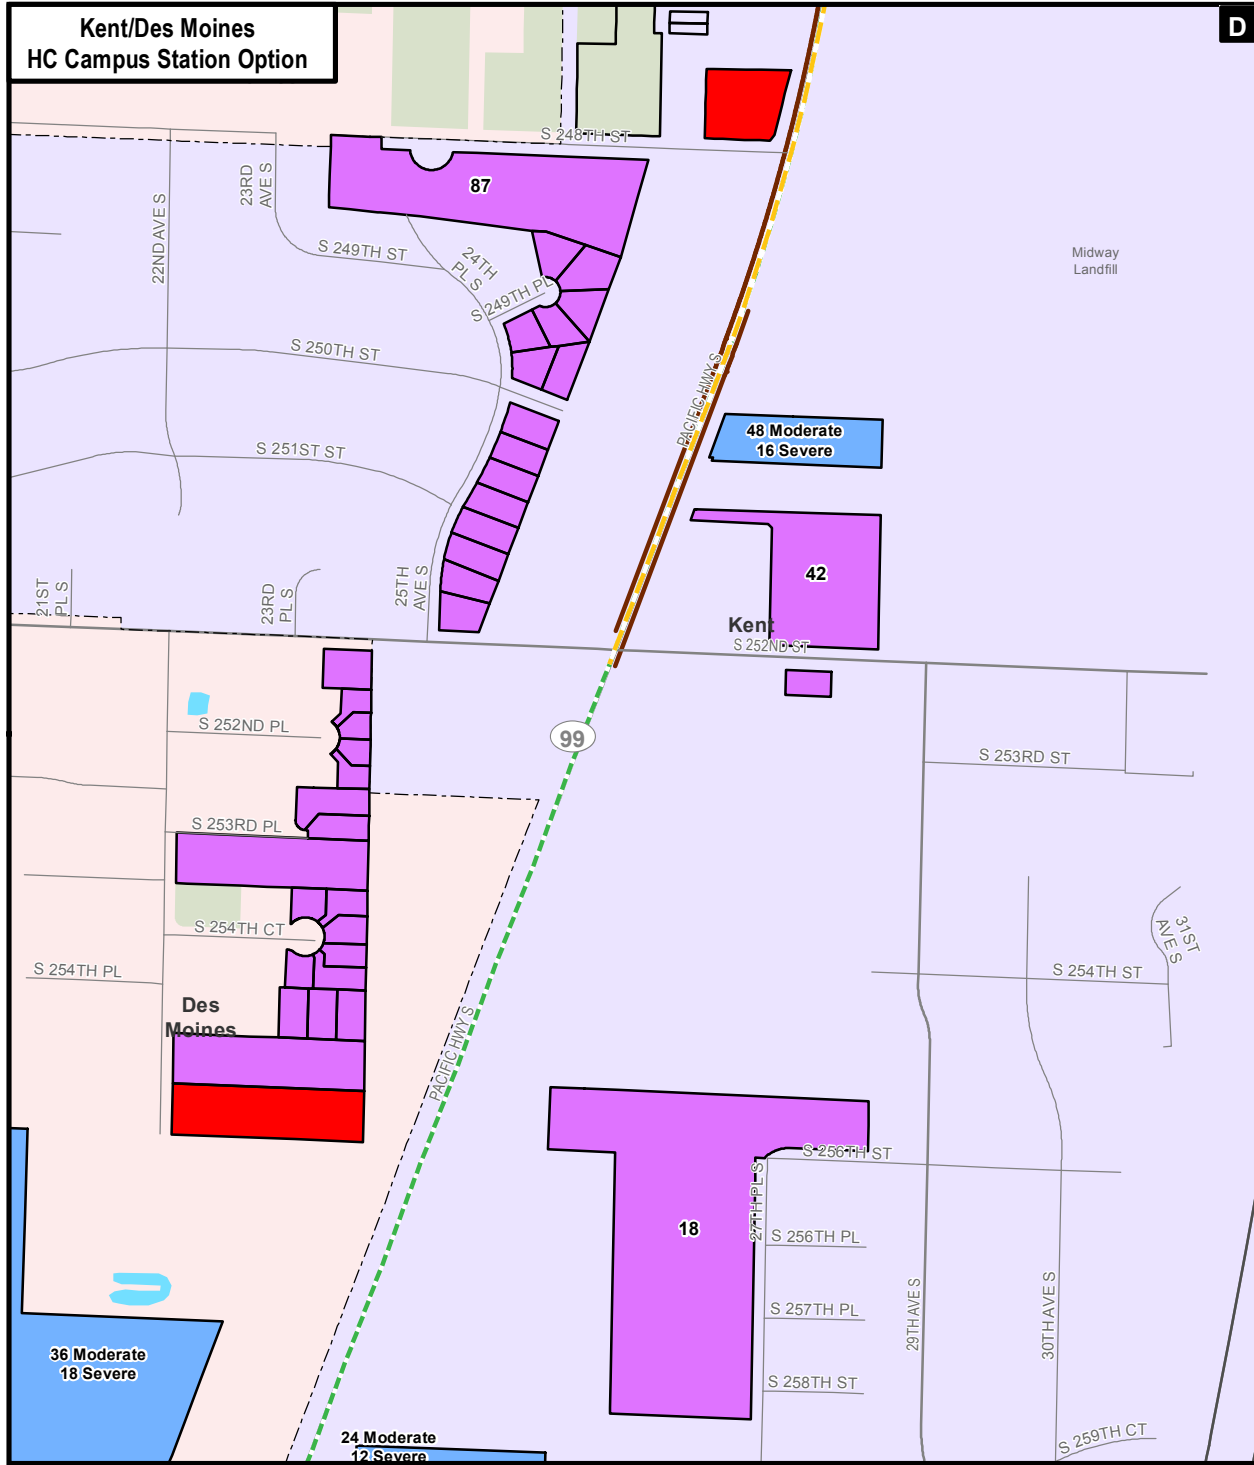 Kent/Des Moines
HC Campus Station Option
D
S 248TH ST
87
23RD
AVE S
22ND AVE S
S 249TH ST
24TH
PL S
S 249TH PL
Midway
Landfill
S 250TH ST
PACIFIC HWY S
48 Moderate
16 Severe
S 251ST ST
42
21ST
PL S
23RD
PL S
25TH
AVE S
Kent
S 252ND ST
S 252ND PL
99
S 253RD ST
S 253RD PL
S 254TH CT
31ST
AVE S
S 254TH PL
S 254TH ST
Des
Moines
PACIFIC HWY S
S 256TH ST
27TH PL S
18
S 256TH PL
S 257TH PL
29TH AVE S
30TH AVE S
36 Moderate
18 Severe
S 258TH ST
24 Moderate
12 Severe
S 259TH CT